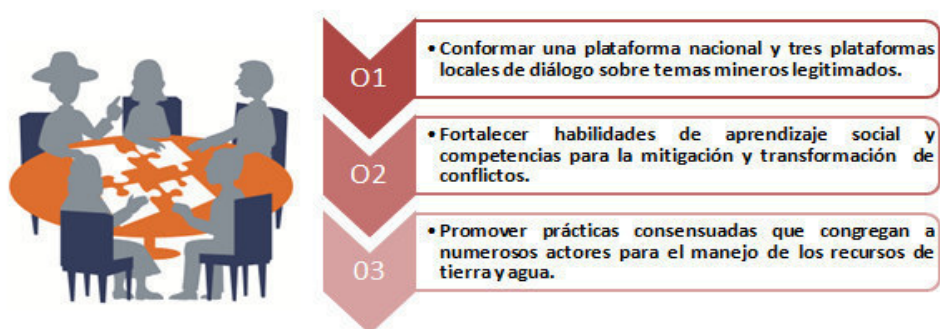 O1
• Conformar una plataforma nacional y tres plataformas
locales de diálogo sobre temas mineros legitimados.
O2
• Fortalecer habilidades de aprendizaje social y
competencias para la mitigación y transformación de
conflictos.
03
• Promover prácticas consensuadas que congregan a
numerosos actores para el manejo de los recursos de
tierra y agua.